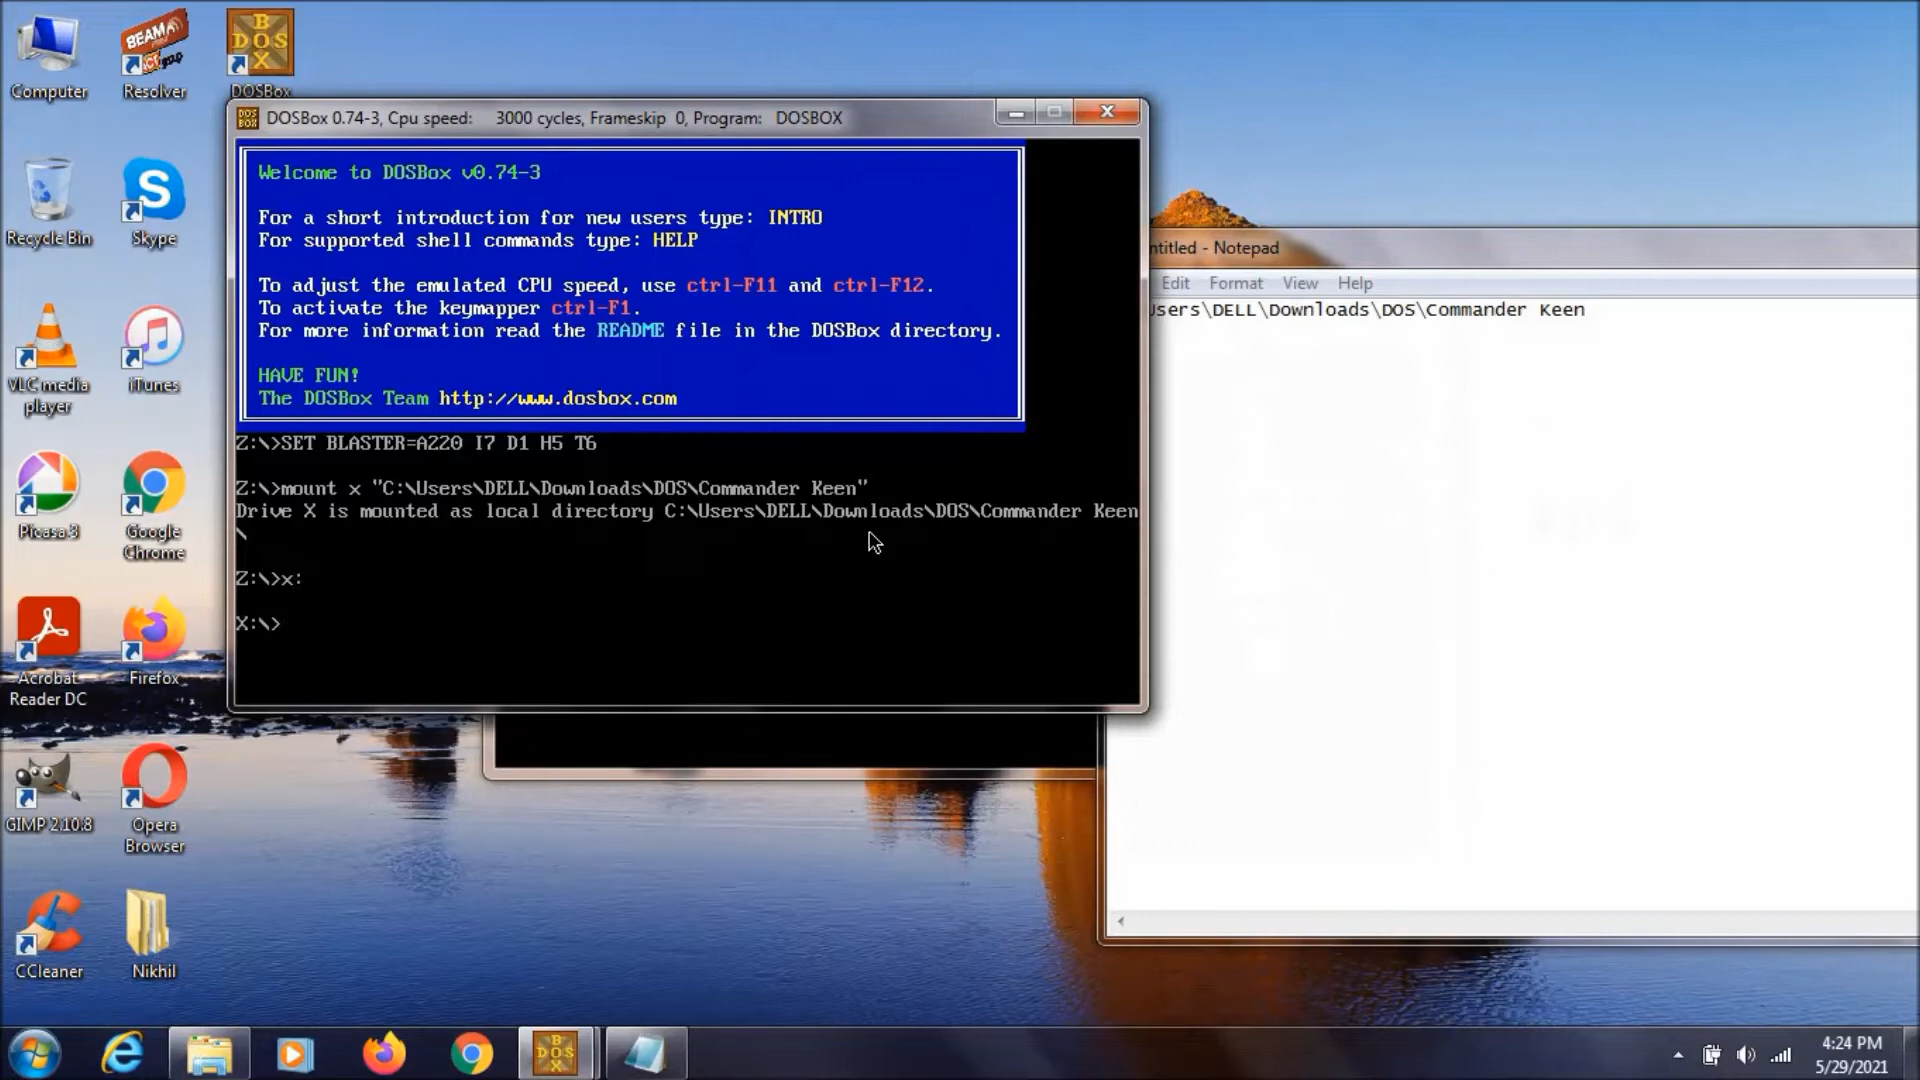 Computer
Resolver
DOSBox
BEAM
BOX
DOS
Recycle Bin
Skype
VLC media
player
iTunes
Picasa 3
Google
Chrome
Acrobat
Reader DC
Firefox
GIMP 2.10.8
Opera
Browser
CCleaner
Nikhil
DOSBox 0.74-3, Cpu speed:    3000 cycles, Frameskip  0, Program:   DOSBOX
Welcome to DOSBox v0.74-3
For a short introduction for new users type: INTRO
For supported shell commands type: HELP
To adjust the emulated CPU speed, use ctrl-F11 and ctrl-F12.
To activate the keymapper ctrl-F1.
For more information read the README file in the DOSBox directory.
HAVE FUN!
The DOSBox Team http://www.dosbox.com
Z:\>SET BLASTER=A220 I7 D1 H5 T6
Z:\>mount x "C:\Users\DELL\Downloads\DOS\Commander Keen"
Drive X is mounted as local directory C:\Users\DELL\Downloads\DOS\Commander Keen
\
Z:\>x:
X:\>
ntitled - Notepad
Edit Format View Help
Users\DELL\Downloads\DOS\Commander Keen
4:24 PM
5/29/2021